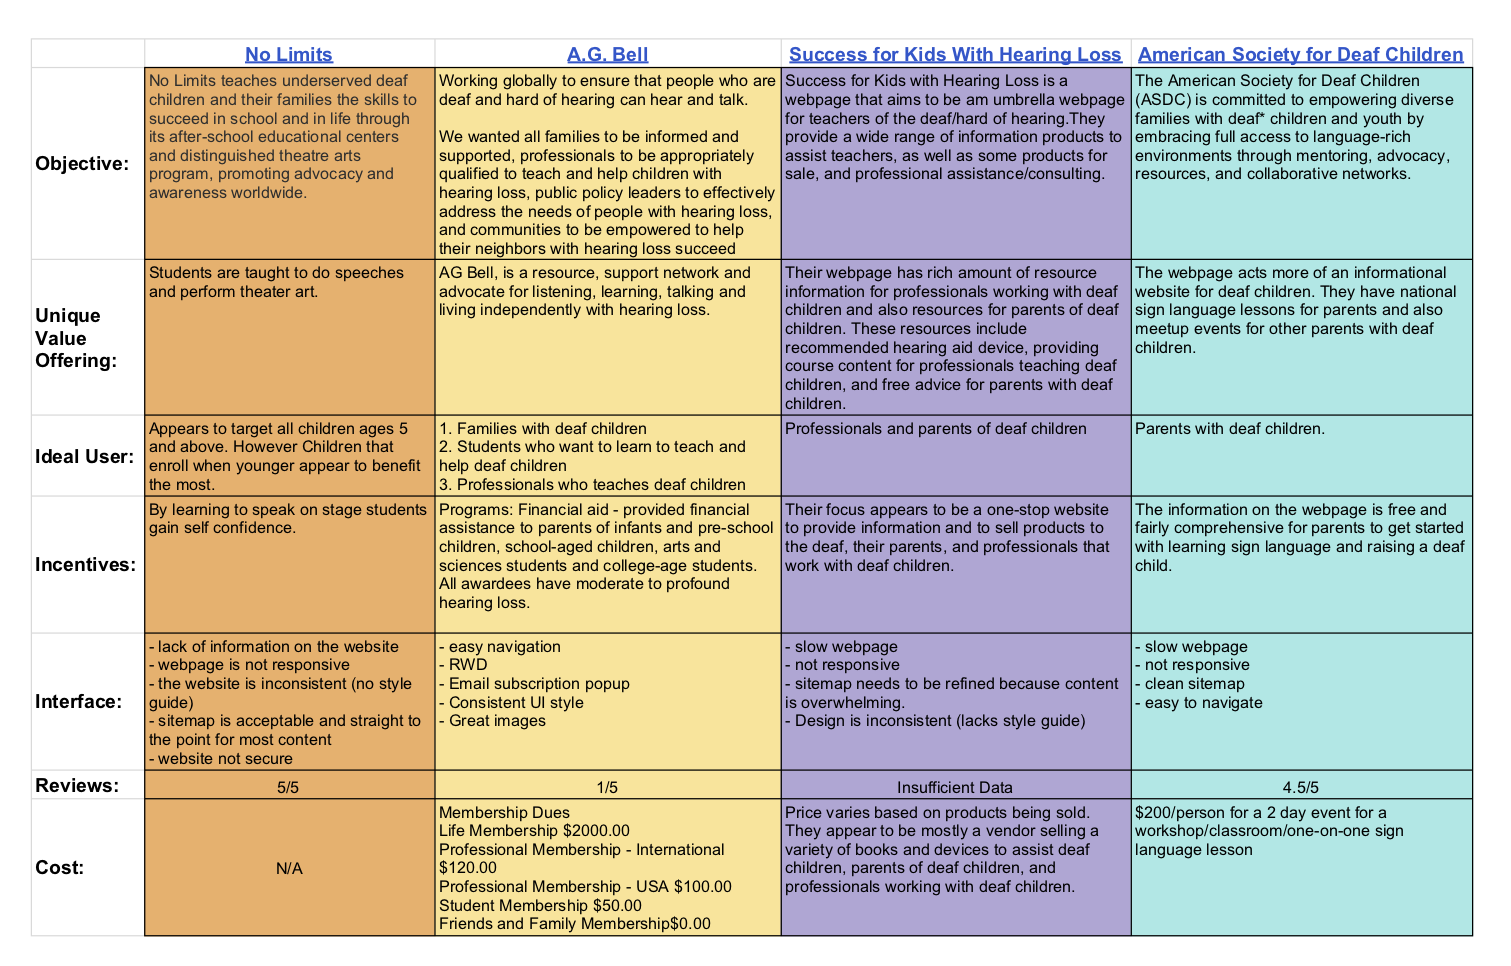 No Limits
A.G. Bell
Success for Kids With Hearing Loss
American Society for Deaf Children
Objective:
No Limits teaches underserved deaf
children and their families the skills to
succeed in school and in life through
its after-school educational centers
and distinguished theatre arts
program, promoting advocacy and
awareness worldwide.
Working globally to ensure that people who are
deaf and hard of hearing can hear and talk.
We wanted all families to be informed and
supported, professionals to be appropriately
qualified to teach and help children with
hearing loss, public policy leaders to effectively
address the needs of people with hearing loss,
and communities to be empowered to help
their neighbors with hearing loss succeed
Success for Kids with Hearing Loss is a
webpage that aims to be am umbrella webpage
for teachers of the deaf/hard of hearing.They
provide a wide range of information products to
assist teachers, as well as some products for
sale, and professional assistance/consulting.
The American Society for Deaf Children
(ASDC) is committed to empowering diverse
families with deaf* children and youth by
embracing full access to language-rich
environments through mentoring, advocacy,
resources, and collaborative networks.
Unique
Value
Offering:
Students are taught to do speeches
and perform theater art.
AG Bell, is a resource, support network and
advocate for listening, learning, talking and
living independently with hearing loss.
Their webpage has rich amount of resource
information for professionals working with deaf
children and also resources for parents of deaf
children. These resources include
recommended hearing aid device, providing
course content for professionals teaching deaf
children, and free advice for parents with deaf
children.
The webpage acts more of an informational
website for deaf children. They have national
sign language lessons for parents and also
meetup events for other parents with deaf
children.
Ideal User:
Appears to target all children ages 5
and above. However Children that
enroll when younger appear to benefit
the most.
1. Families with deaf children
2. Students who want to learn to teach and
help deaf children
3. Professionals who teaches deaf children
Professionals and parents of deaf children
Parents with deaf children.
Incentives:
By learning to speak on stage students
gain self confidence.
Programs: Financial aid - provided financial
assistance to parents of infants and pre-school
children, school-aged children, arts and
sciences students and college-age students.
All awardees have moderate to profound
hearing loss.
Their focus appears to be a one-stop website
to provide information and to sell products to
the deaf, their parents, and professionals that
work with deaf children.
The information on the webpage is free and
fairly comprehensive for parents to get started
with learning sign language and raising a deaf
child.
Interface:
- lack of information on the website
- webpage is not responsive
- the website is inconsistent (no style
guide)
- sitemap is acceptable and straight to
the point for most content
- website not secure
- easy navigation
- RWD
- Email subscription popup
- Consistent UI style
- Great images
- slow webpage
- not responsive
- sitemap needs to be refined because content
is overwhelming.
- Design is inconsistent (lacks style guide)
- slow webpage
- not responsive
- clean sitemap
- easy to navigate
Reviews:
5/5
1/5
Insufficient Data
4.5/5
Cost:
N/A
Membership Dues
Life Membership $2000.00
Professional Membership - International
$120.00
Professional Membership - USA $100.00
Student Membership $50.00
Friends and Family Membership$0.00
Price varies based on products being sold.
They appear to be mostly a vendor selling a
variety of books and devices to assist deaf
children, parents of deaf children, and
professionals working with deaf children.
$200/person for a 2 day event for a
workshop/classroom/one-on-one sign
language lesson